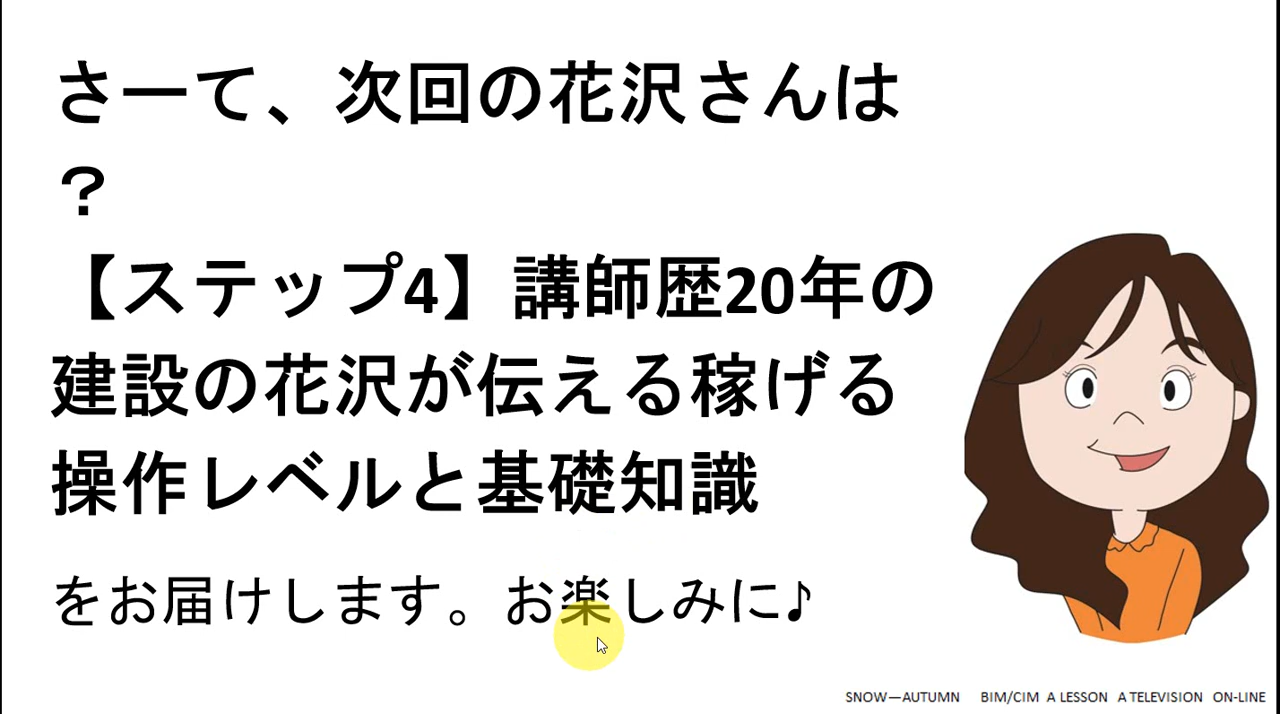 さーて、次回の花沢さんは
？
【ステップ4】講師歴20年の
建設の花沢が伝える稼げる
操作レベルと基礎知識
をお届けします。お楽しみに♪
SNOW―AUTUMN BIM/CIM A LESSON A TELEVISION ON-LINE